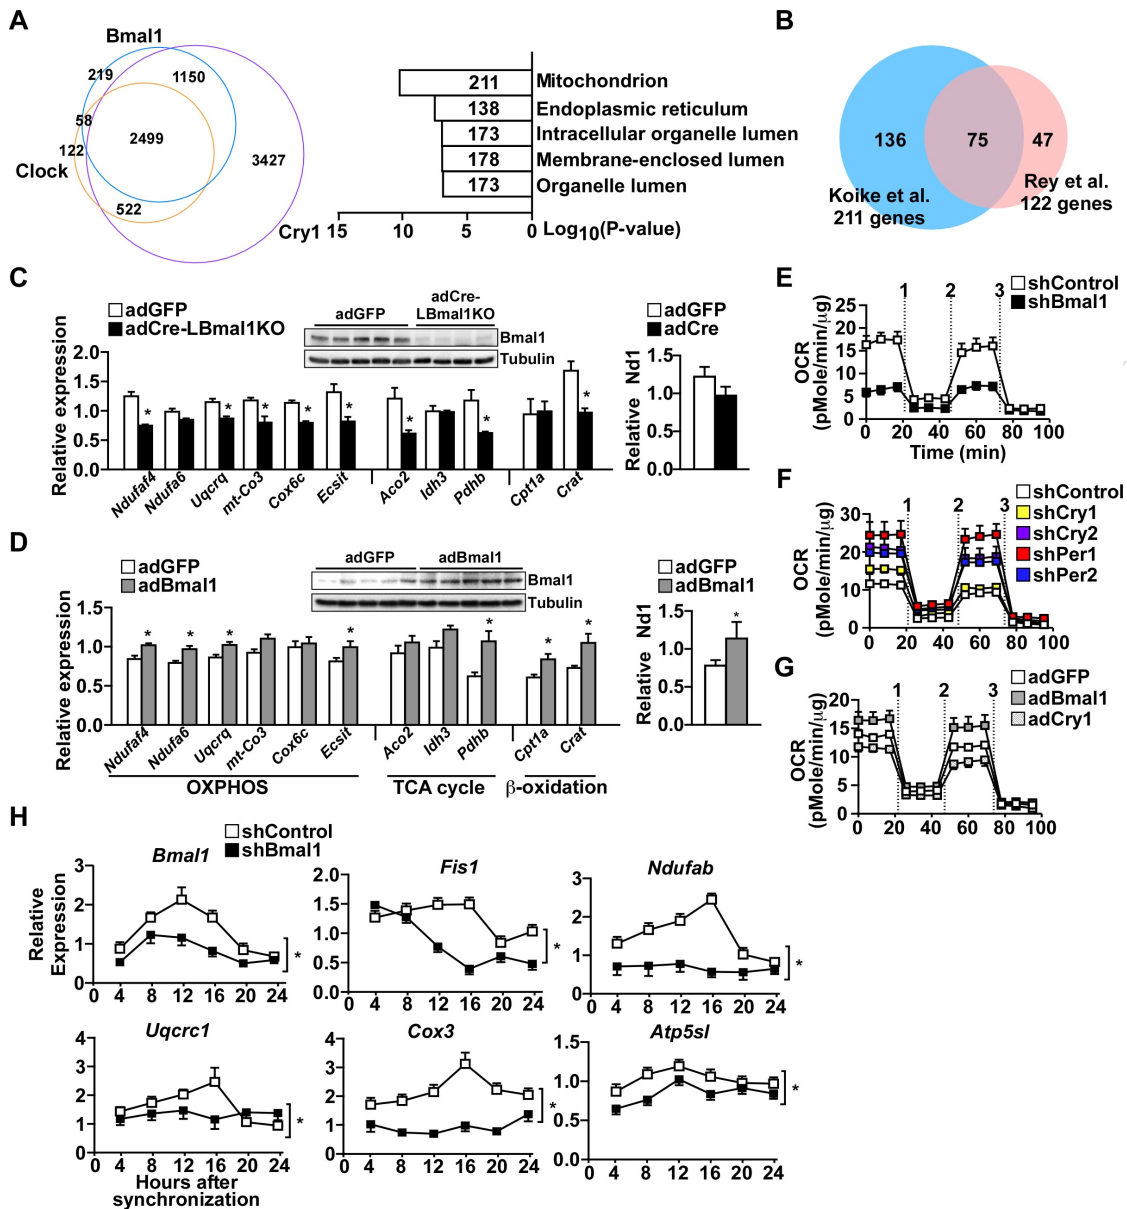 A
Bmal1
219
1150
58
2499
122
3427
Clock
522
Cry1
211 Mitochondrion
138 Endoplasmic reticulum
173 Intracellular organelle lumen
178 Membrane-enclosed lumen
173 Organelle lumen
15 10 5 0 Log10(P-value)
B
136 75 47
Koike et al.
211 genes
Rey et al.
122 genes
C
adGFP
adCre-LBmal1KO
adGFP
adCre-
LBmal1KO
Bmal1
Tubulin
Relative expression
2.0
1.5
1.0
0.5
0.0
* * * * * * * * *
Ndufaf4 Ndufa6 Uqcrq mt-Co3 Cox6c Ecsit Aco2 Idh3 Pdhb Cpt1a Crat
adGFP
adCre
Relative Nd1
1.5
1.0
0.5
0.0
D
adGFP
adBmal1
adGFP adBmal1
Bmal1
Tubulin
Relative expression
1.5
1.0
0.5
0.0
* * * * * * *
Ndufaf4 Ndufa6 Uqcrq mt-Co3 Cox6c Ecsit Aco2 Idh3 Pdhb Cpt1a Crat
OXPHOS TCA cycle β-oxidation
adGFP
adBmal1
Relative Nd1
1.5
1.0
0.5
0.0
*
E
shControl
shBmal1
1 2 3
OCR
(pMole/min/µg)
25
20
15
10
5
0
0 20 40 60 80 100
Time (min)
F
shControl
shCry1
shCry2
shPer1
shPer2
1 2 3
OCR
(pMole/min/µg)
30
20
10
0
0 20 40 60 80 100
G
adGFP
adBmal1
adCry1
1 2 3
OCR
(pMole/min/µg)
20
15
10
5
0
0 20 40 60 80 100
H
shControl
shBmal1
Relative
Expression
Bmal1
3
2
1
0
0 4 8 12 16 20 24
*
Fis1
2.0
1.5
1.0
0.5
0.0
0 4 8 12 16 20 24
*
Ndufab
3
2
1
0
0 4 8 12 16 20 24
*
Uqcrc1
4
3
2
1
0
0 4 8 12 16 20 24
*
Hours after
synchronization
Cox3
4
3
2
1
0
0 4 8 12 16 20 24
*
Atp5sl
1.5
1.0
0.5
0.0
0 4 8 12 16 20 24
*